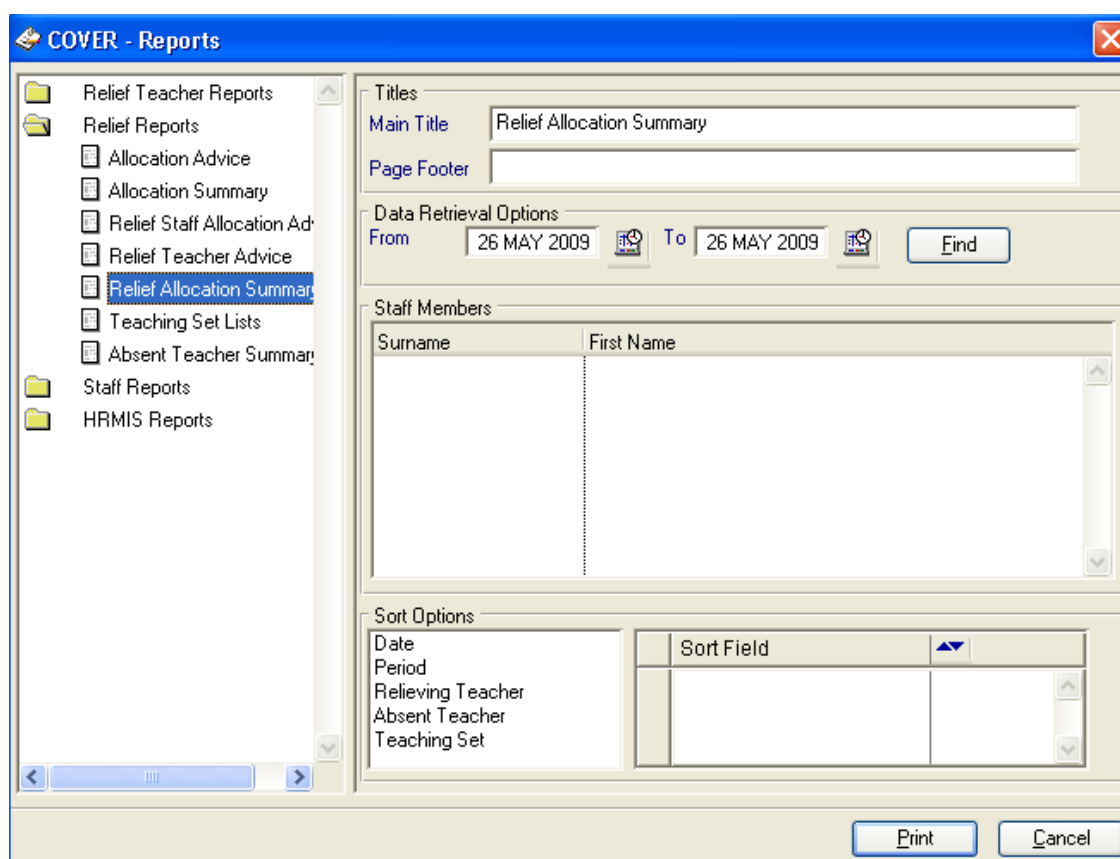 COVER - Reports
Relief Teacher Reports
Relief Reports
Allocation Advice
Allocation Summary
Relief Staff Allocation Ad
Relief Teacher Advice
Relief Allocation Summar
Teaching Set Lists
Absent Teacher Summar
Staff Reports
HRMIS Reports
Titles
Main Title Relief Allocation Summary
Page Footer
Data Retrieval Options
From 26 MAY 2009 To 26 MAY 2009 Find
Staff Members
Surname First Name
Sort Options
Date
Period
Relieving Teacher
Absent Teacher
Teaching Set
Sort Field
Print Cancel